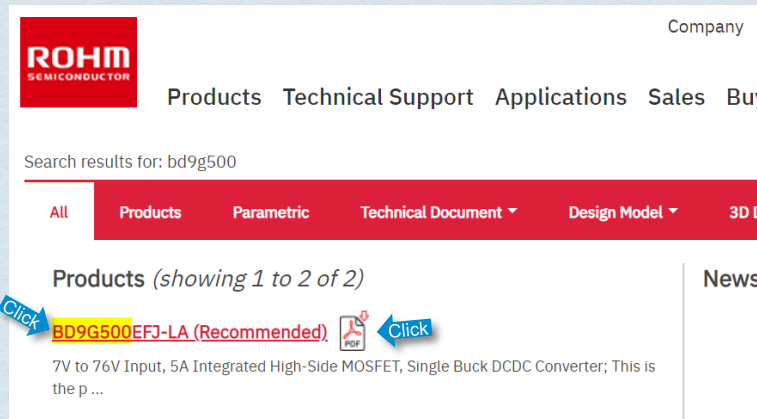 Company
ROHM
SEMICONDUCTOR
Products Technical Support Applications Sales Buy
Search results for: bd9g500
All Products Parametric Technical Document Design Model 3D
Products (showing 1 to 2 of 2)
News
Click
BD9G500EFJ-LA (Recommended)
PDF
Click
7V to 76V Input, 5A Integrated High-Side MOSFET, Single Buck DCDC Converter; This is
the p ...